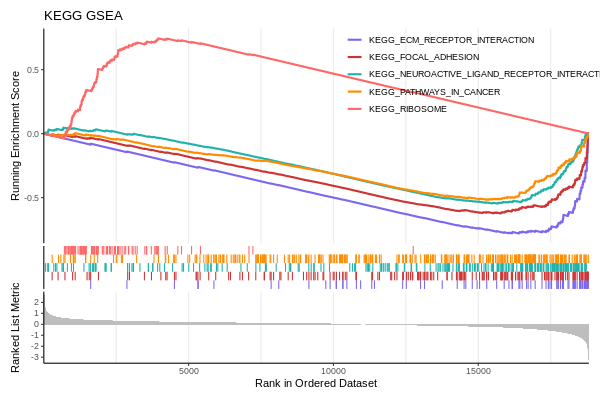 KEGG GSEA
Running Enrichment Score
0.5
0.0
-0.5
KEGG_ECM_RECEPTOR_INTERACTION
KEGG_FOCAL_ADHESION
KEGG_NEUROACTIVE_LIGAND_RECEPTOR_INTERACTI
KEGG_PATHWAYS_IN_CANCER
KEGG_RIBOSOME
Ranked List Metric
2
1
0
-1
-2
-3
5000
10000
15000
Rank in Ordered Dataset